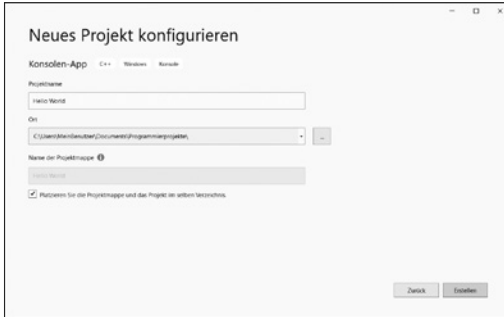 Neues Projekt konfigurieren
Konsolen-App C++ Windows Konsole
Projektname
Hello World
Ort
C:\Users\MeinBenutzer\Documents\Programmierprojekte\
...
Name der Projektmappe
Hello World
Platzieren Sie die Projektmappe und das Projekt im selben Verzeichnis.
Zurück Erstellen